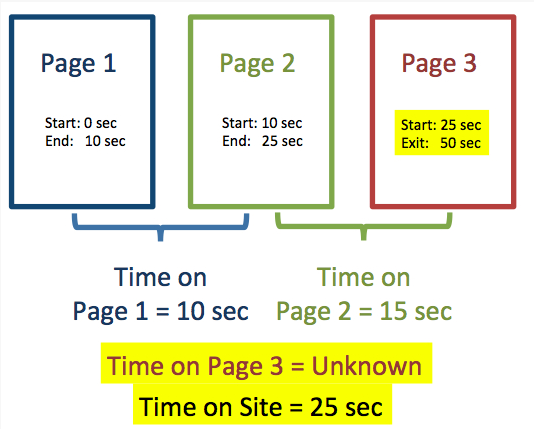 Page 1
Start: 0 sec
End: 10 sec
Page 2
Start: 10 sec
End: 25 sec
Page 3
Start: 25 sec
Exit: 50 sec
Time on
Page 1 = 10 sec
Time on
Page 2 = 15 sec
Time on Page 3 = Unknown
Time on Site = 25 sec